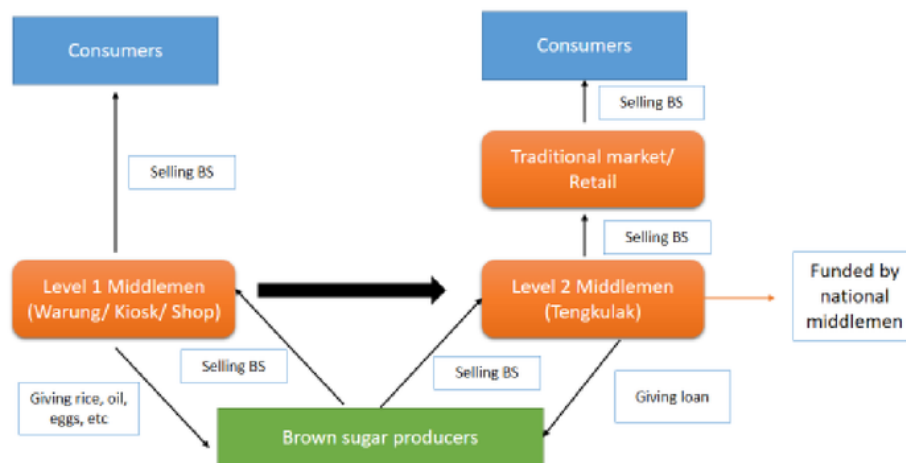 Consumers
Consumers
Selling BS
Traditional market/
Retail
Selling BS
Selling BS
Level 1 Middlemen
(Warung/ Kiosk/ Shop)
Level 2 Middlemen
(Tengkulak)
Funded by
national
middlemen
Selling BS
Selling BS
Giving rice, oil,
eggs, etc
Giving loan
Brown sugar producers